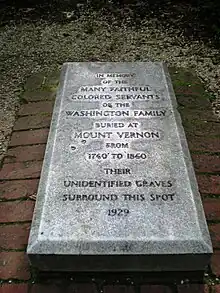 IN MEMORY
OF THE
MANY FAITHFUL
COLORED SERVANTS
OF THE
WASHINGTON FAMILY
BURIED AT
MOUNT VERNON
FROM
1760 TO 1860
THEIR
UNIDENTIFIED GRAVES
SURROUND THIS SPOT
1929